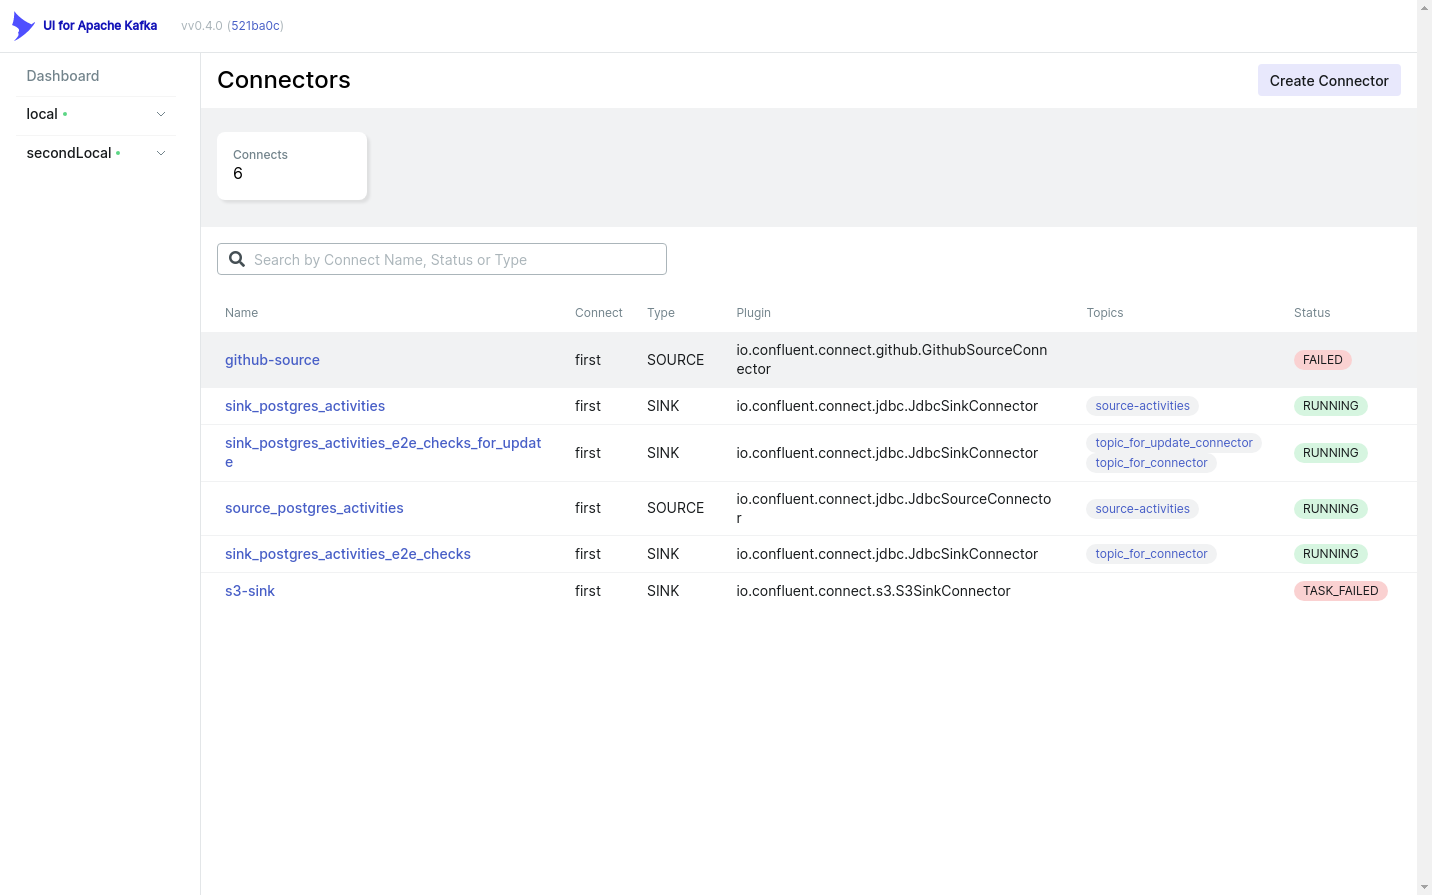 UI for Apache Kafka vv0.4.0 (521ba0c)
Dashboard
local
secondLocal
Connectors
Create Connector
Connects
6
Search by Connect Name, Status or Type
Name Connect Type Plugin Topics Status
github-source first SOURCE io.confluent.connect.github.GithubSourceConn
ector FAILED
sink_postgres_activities first SINK io.confluent.connect.jdbc.JdbcSinkConnector source-activities RUNNING
sink_postgres_activities_e2e_checks_for_updat
e first SINK io.confluent.connect.jdbc.JdbcSinkConnector topic_for_update_connector
topic_for_connector RUNNING
source_postgres_activities first SOURCE io.confluent.connect.jdbc.JdbcSourceConnecto
r source-activities RUNNING
sink_postgres_activities_e2e_checks first SINK io.confluent.connect.jdbc.JdbcSinkConnector topic_for_connector RUNNING
s3-sink first SINK io.confluent.connect.s3.S3SinkConnector TASK_FAILED